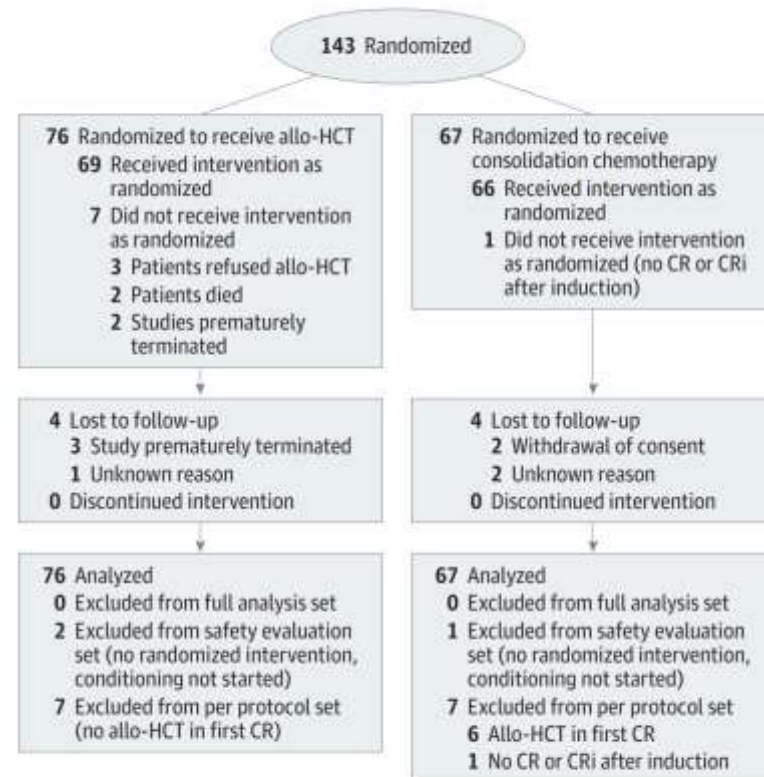 143 Randomized
76 Randomized to receive allo-HCT
69 Received intervention as
randomized
7 Did not receive intervention
as randomized
3 Patients refused allo-HCT
2 Patients died
2 Studies prematurely
terminated
67 Randomized to receive
consolidation chemotherapy
66 Received intervention as
randomized
1 Did not receive intervention
as randomized (no CR or CRi
after induction)
4 Lost to follow-up
3 Study prematurely terminated
1 Unknown reason
0 Discontinued intervention
4 Lost to follow-up
2 Withdrawal of consent
2 Unknown reason
0 Discontinued intervention
76 Analyzed
0 Excluded from full analysis set
2 Excluded from safety evaluation
set (no randomized intervention,
conditioning not started)
7 Excluded from per protocol set
(no allo-HCT in first CR)
67 Analyzed
0 Excluded from full analysis set
1 Excluded from safety evaluation
set (no randomized intervention,
conditioning not started)
7 Excluded from per protocol set
6 Allo-HCT in first CR
1 No CR or CRi after induction